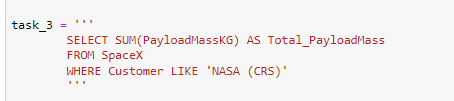 task_3 = '''
SELECT SUM(PayloadMassKG) AS Total_PayloadMass
FROM SpaceX
WHERE Customer LIKE 'NASA (CRS)'
'''